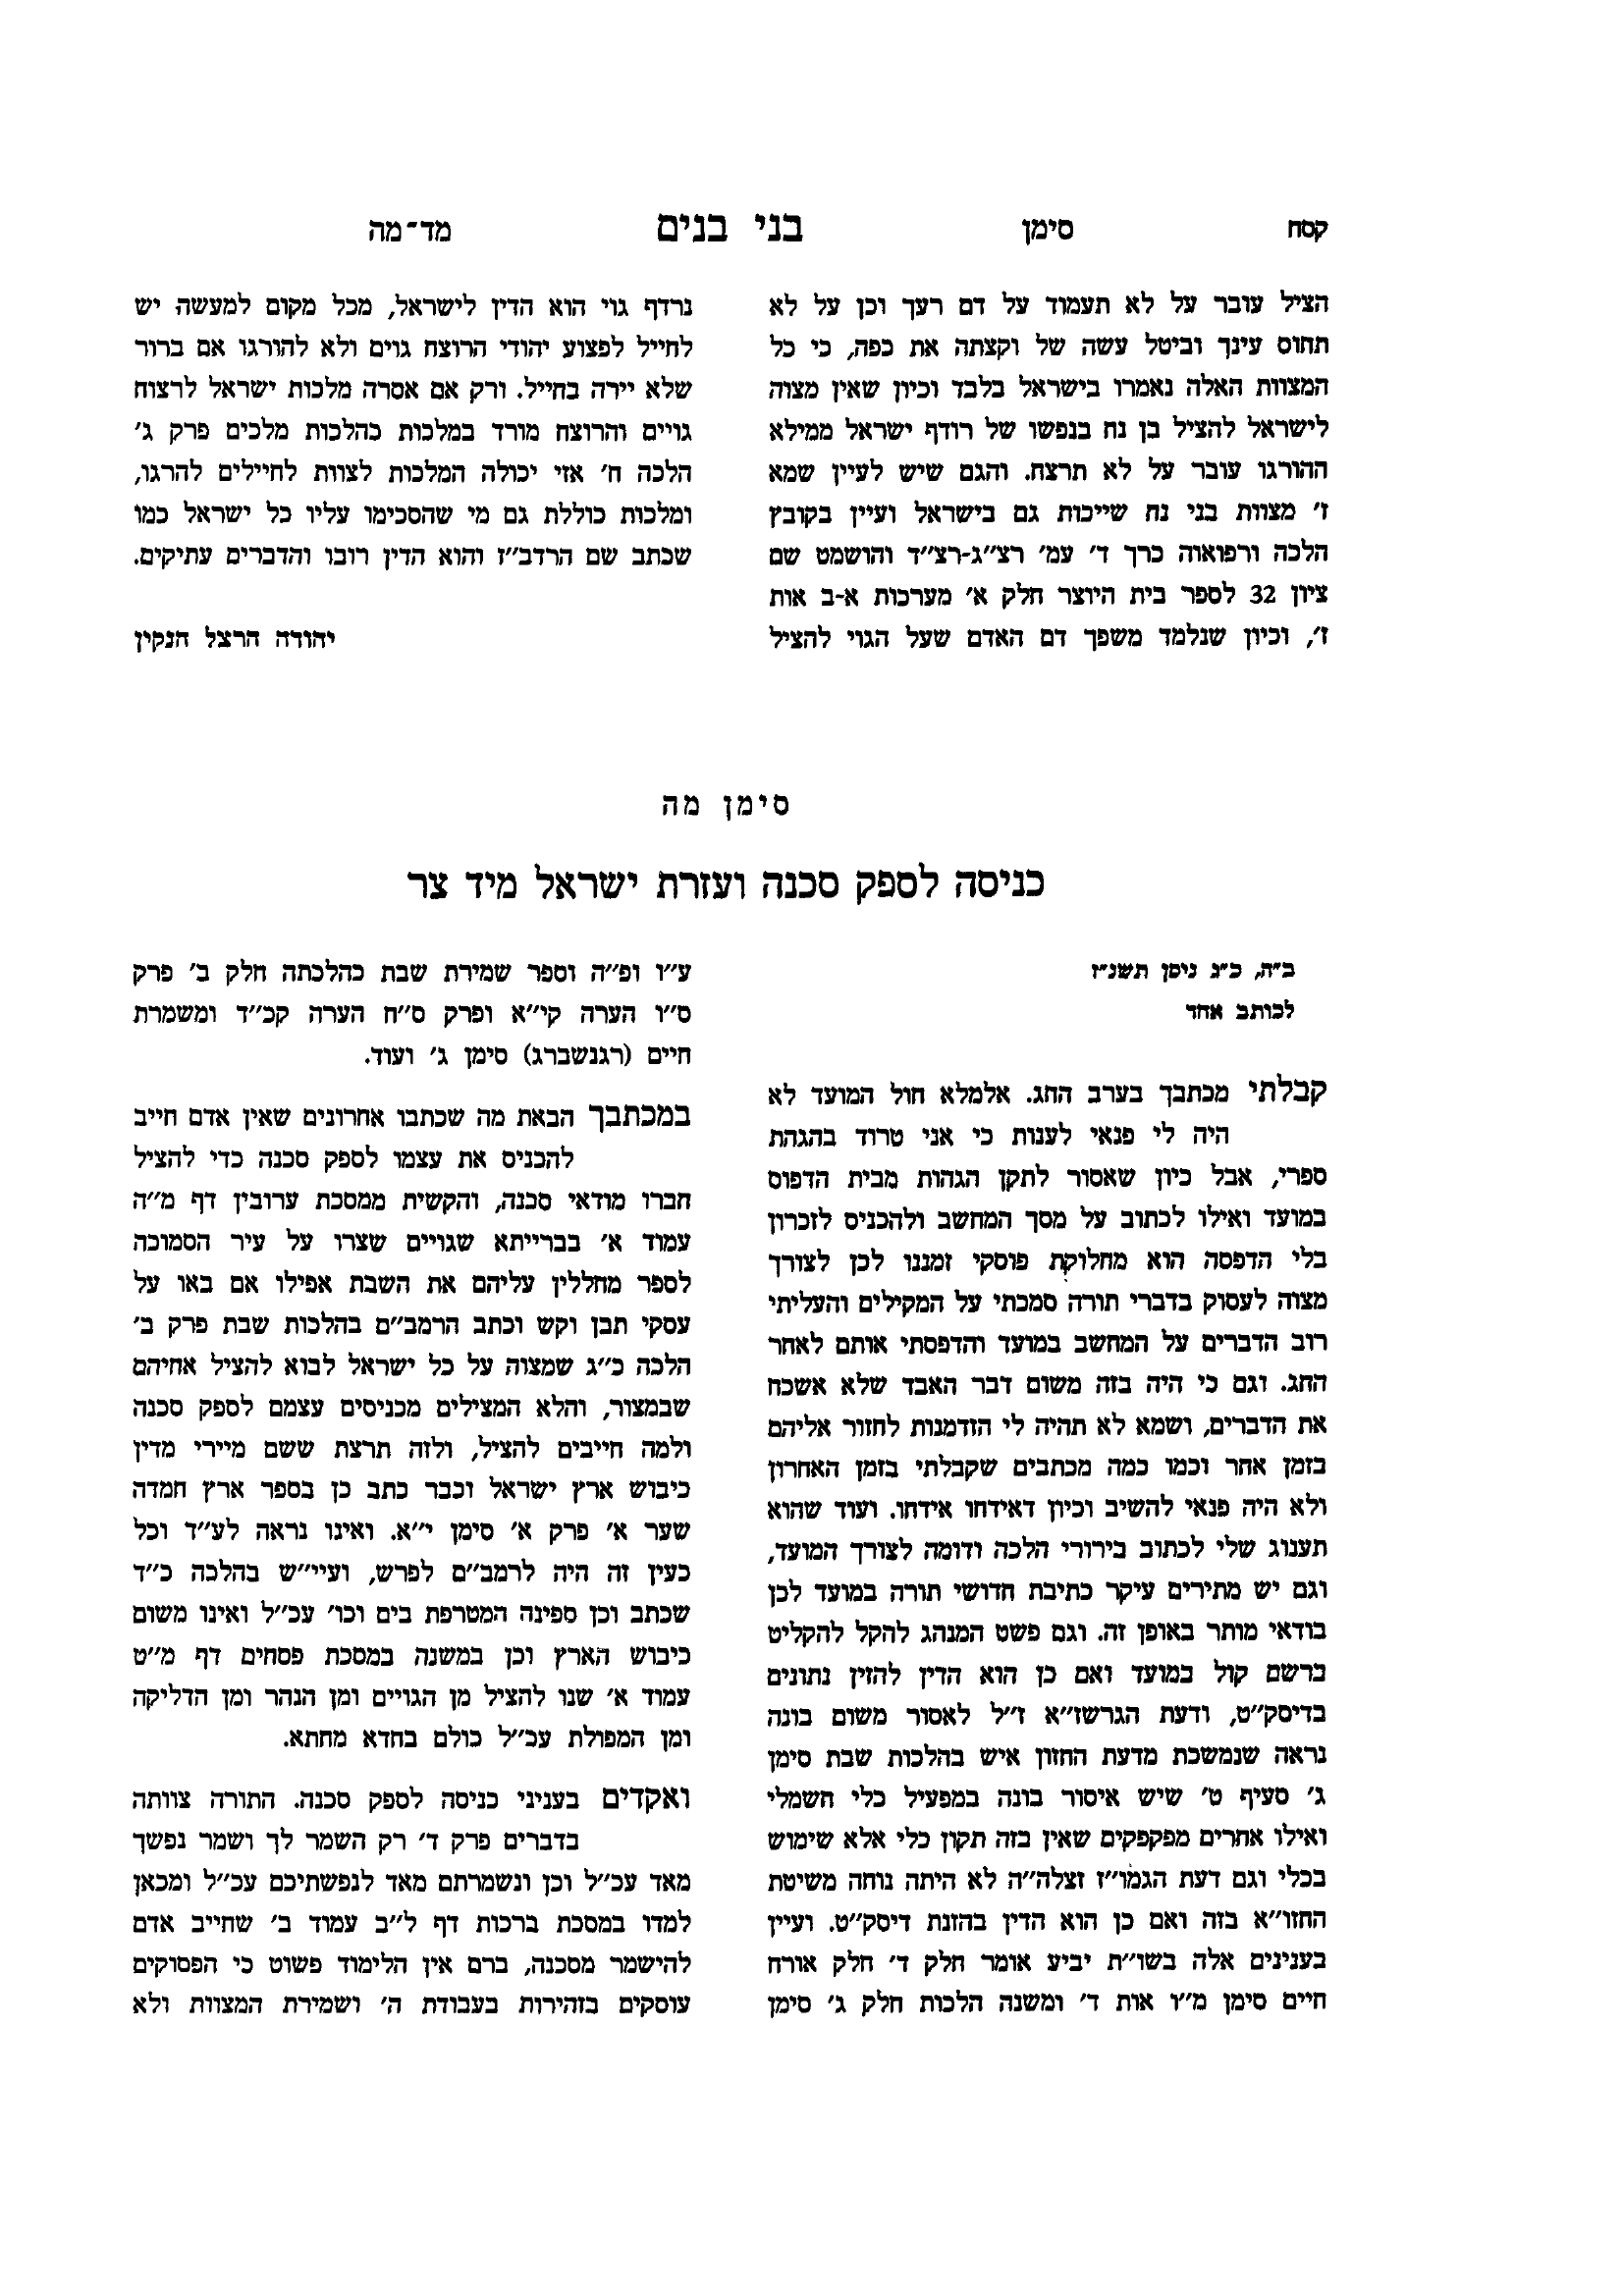 קסח סימן בני בנים מד־מה
הציל עובר על לא תעמוד על דם רעך וכן על לא
תחוס עינך וביטל עשה של וקצתה את כפה, כי כל
המצוות האלה נאמרו בישראל בלבד וכיון שאין מצוה
לישראל להציל בן נח בנפשו של רודף ישראל ממילא
ההורגו עובר על לא תרצח. והגם שיש לעיין שמא
ז׳ מצוות בני נח שייכות גם בישראל ועיין בקובץ
הלכה ורפואוה כרך ד׳ עמ׳ רצ״ג-רצ״ד והושמט שם
ציון 32 לספר בית היוצר חלק א׳ מערכות א-ב אות
ז׳, וכיון שנלמד משפך דם האדם שעל הגוי להציל
נרדף גוי הוא הדין לישראל, מכל מקום למעשה יש
לחייל לפצוע יהודי הרוצח גוים ולא להורגו אם ברור
שלא יירה בחייל. ורק אם אסרה מלכות ישראל לרצוח
גויים והרוצח מורד במלכות כהלכות מלכים פרק ג׳
הלכה ח׳ אזי יכולה המלכות לצוות לחיילים להרגו,
ומלכות כוללת גם מי שהסכימו עליו כל ישראל כמו
שכתב שם הרדב״ז והוא הדין רובו והדברים עתיקים.
יהודה הרצל הנקין
סימן מה
כניסה לספק סכנה ועזרת ישראל מיד צר
ב״ה, כ״ג ניסן תשנ״ז
לכותב אחד
קבלתי מכתבך בערב החג. אלמלא חול המועד לא
היה לי פנאי לענות כי אני טרוד בהגהת
ספרי, אבל כיון שאסור לתקן הגהות מבית הדפוס
במועד ואילו לכתוב על מסך המחשב ולהכניס לזכרון
בלי הדפסה הוא מחלוקת פוסקי זמננו לכן לצורך
מצוה לעסוק בדברי תורה סמכתי על המקילים והעליתי
רוב הדברים על המחשב במועד והדפסתי אותם לאחר
החג. וגם כי היה בזה משום דבר האבד שלא אשכח
את הדברים, ושמא לא תהיה לי הזדמנות לחזור אליהם
בזמן אחר וכמו כמה מכתבים שקבלתי בזמן האחרון
ולא היה פנאי להשיב וכיון דאידחו אידחו. ועוד שהוא
תענוג שלי לכתוב בירורי הלכה ודומה לצורך המועד,
וגם יש מתירים עיקר כתיבת חדושי תורה במועד לכן
בודאי מותר באופן זה. וגם פשט המנהג להקל להקליט
ברשם קול במועד ואם כן הוא הדין להזין נתונים
בדיסק״ט, ודעת הגרשז״א ז״ל לאסור משום בונה
נראה שנמשכת מדעת החזון איש בהלכות שבת סימן
ג׳ סעיף ט׳ שיש איסור בונה במפעיל כלי חשמלי
ואילו אחרים מפקפקים שאין בזה תקון כלי אלא שימוש
בכלי וגם דעת הגמו״ז זצלה״ה לא היתה נוחה משיטת
החזו״א בזה ואם כן הוא הדין בהזנת דיסק״ט. ועיין
בענינים אלה בשו״ת יביע אומר חלק ד׳ חלק אורח
חיים סימן מ״ו אות ד׳ ומשנה הלכות חלק ג׳ סימן
ע״ו ופ״ה וספר שמירת שבת כהלכתה חלק ב׳ פרק
ס״ו הערה קי״א ופרק ס״ח הערה קכ״ד ומשמרת
חיים (רגנשברג) סימן ג׳ ועוד.
במכתבך הבאת מה שכתבו אחרונים שאין אדם חייב
להכניס את עצמו לספק סכנה כדי להציל
חברו מודאי סכנה, והקשית ממסכת ערובין דף מ״ה
עמוד א׳ בברייתא שגויים שצרו על עיר הסמוכה
לספר מחללין עליהם את השבת אפילו אם באו על
עסקי תבן וקש וכתב הרמב״ם בהלכות שבת פרק ב׳
הלכה כ״ג שמצוה על כל ישראל לבוא להציל אחיהם
שבמצור, והלא המצילים מכניסים עצמם לספק סכנה
ולמה חייבים להציל, ולזה תרצת ששם מיירי מדין
כיבוש ארץ ישראל וכבר כתב כן בספר ארץ חמדה
שער א׳ פרק א׳ סימן י״א. ואינו נראה לע״ד וכל
כעין זה היה לרמב״ם לפרש, ועיי״ש בהלכה כ״ד
שכתב וכן ספינה המטרפת בים וכו׳ עכ״ל ואינו משום
כיבוש הארץ וכן במשנה במסכת פסחים דף מ״ט
עמוד א׳ שנו להציל מן הגויים ומן הנהר ומן הדליקה
ומן המפולת עכ״ל כולם בחדא מחתא.
ואקדים בעניני כניסה לספק סכנה. התורה צוותה
בדברים פרק ד׳ רק השמר לך ושמר נפשך
מאד עכ״ל וכן ונשמרתם מאד לנפשתיכם עכ״ל ומכאן
למדו במסכת ברכות דף ל״ב עמוד ב׳ שחייב אדם
להישמר מסכנה, ברם אין הלימוד פשוט כי הפסוקים
עוסקים בזהירות בעבודת ה׳ ושמירת המצוות ולא